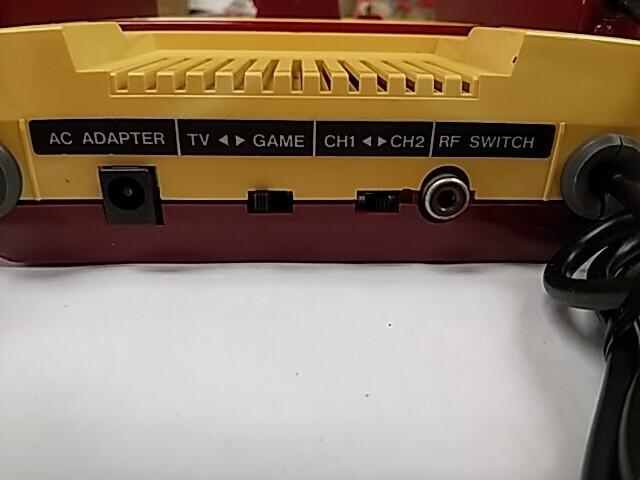 AC ADAPTER TV ◄► GAME CH1 ◄► CH2 RF SWITCH